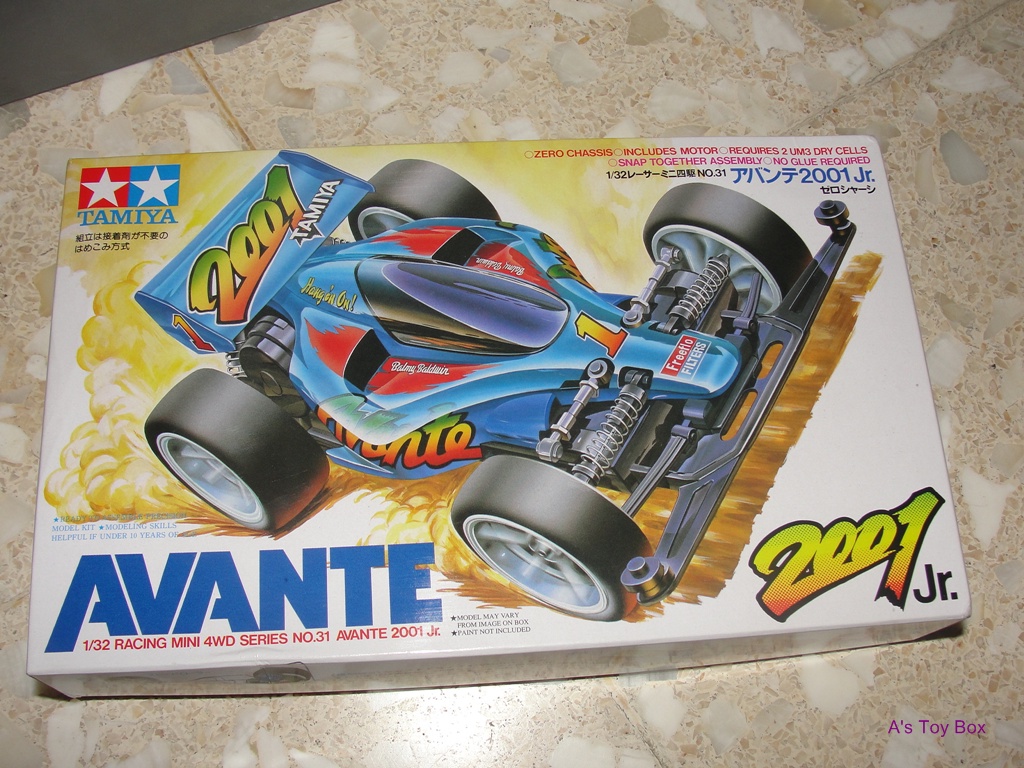 TAMIYA
組立は接着剤が不要の
はめこみ方式
○ZERO CHASSIS○INCLUDES MOTOR○REQUIRES 2 UM3 DRY CELLS
○SNAP TOGETHER ASSEMBLY○NO GLUE REQUIRED
1/32レーサーミニ四駆 NO.31 アバンテ2001 Jr.
ゼロシャーシ
2001
TAMIYA
1
Hang'in On!
Balmy Baldwin
1
Freeflo
FILTERS
Balmy Baldwin
Avante
MODEL KIT ★MODELING SKILLS
HELPFUL IF UNDER 10 YEARS OF
AVANTE
1/32 RACING MINI 4WD SERIES NO.31 AVANTE 2001 Jr.
★MODEL MAY VARY
FROM IMAGE ON BOX
★PAINT NOT INCLUDED
2001 Jr.
A's Toy Box